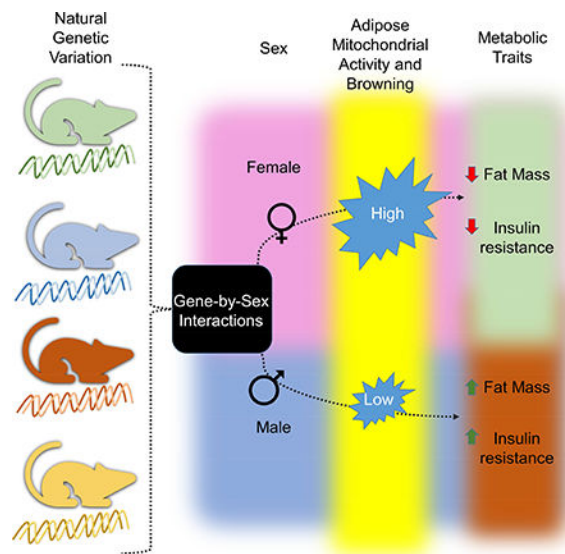 Natural
Genetic
Variation
Sex
Adipose
Mitochondrial
Activity and
Browning
Metabolic
Traits
Female
High
Fat Mass
Insulin
resistance
Gene-by-Sex
Interactions
Male
Low
Fat Mass
Insulin
resistance